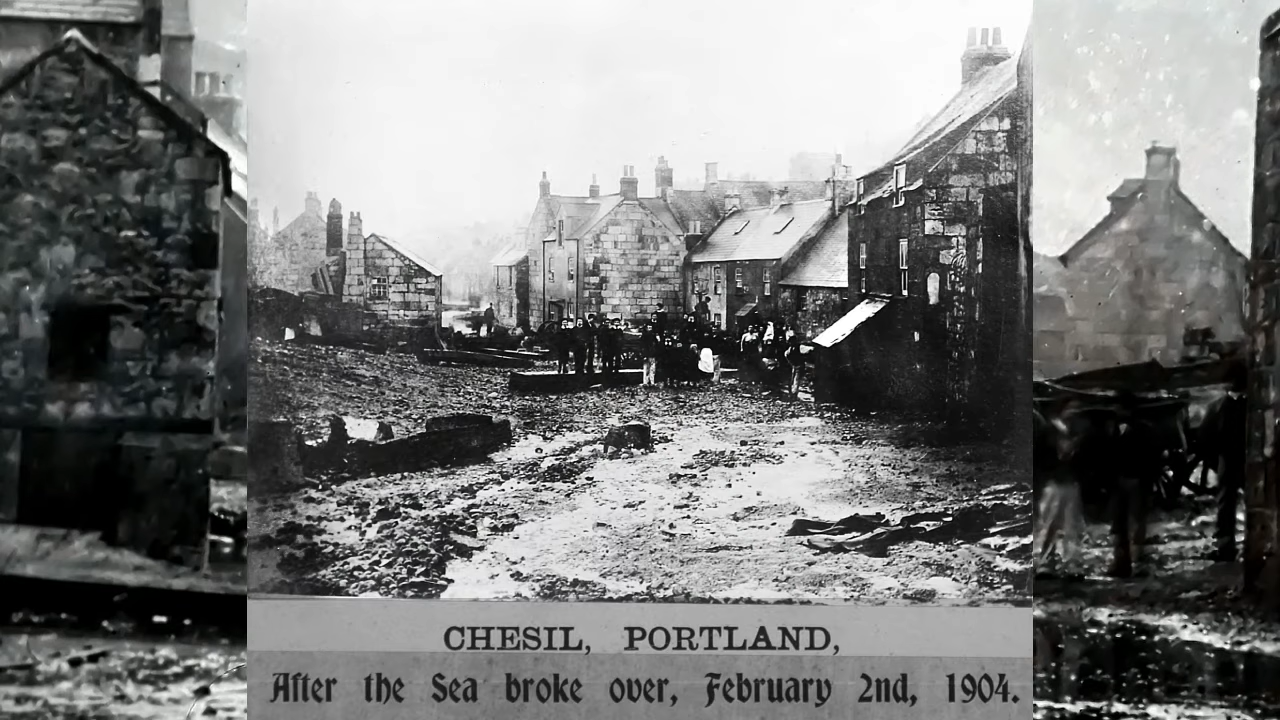 CHESIL, PORTLAND,
After the Sea broke over, February 2nd, 1904.